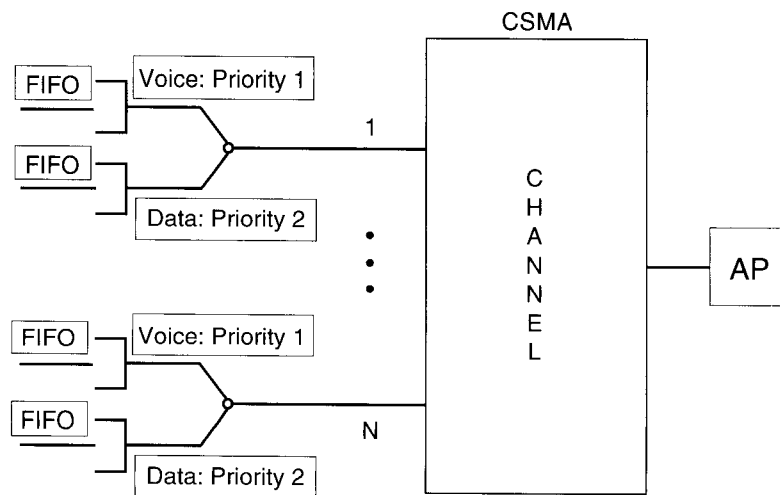 CSMA
FIFO
Voice: Priority 1
1
FIFO
Data: Priority 2
CHANNEL
AP
FIFO
Voice: Priority 1
FIFO
N
Data: Priority 2